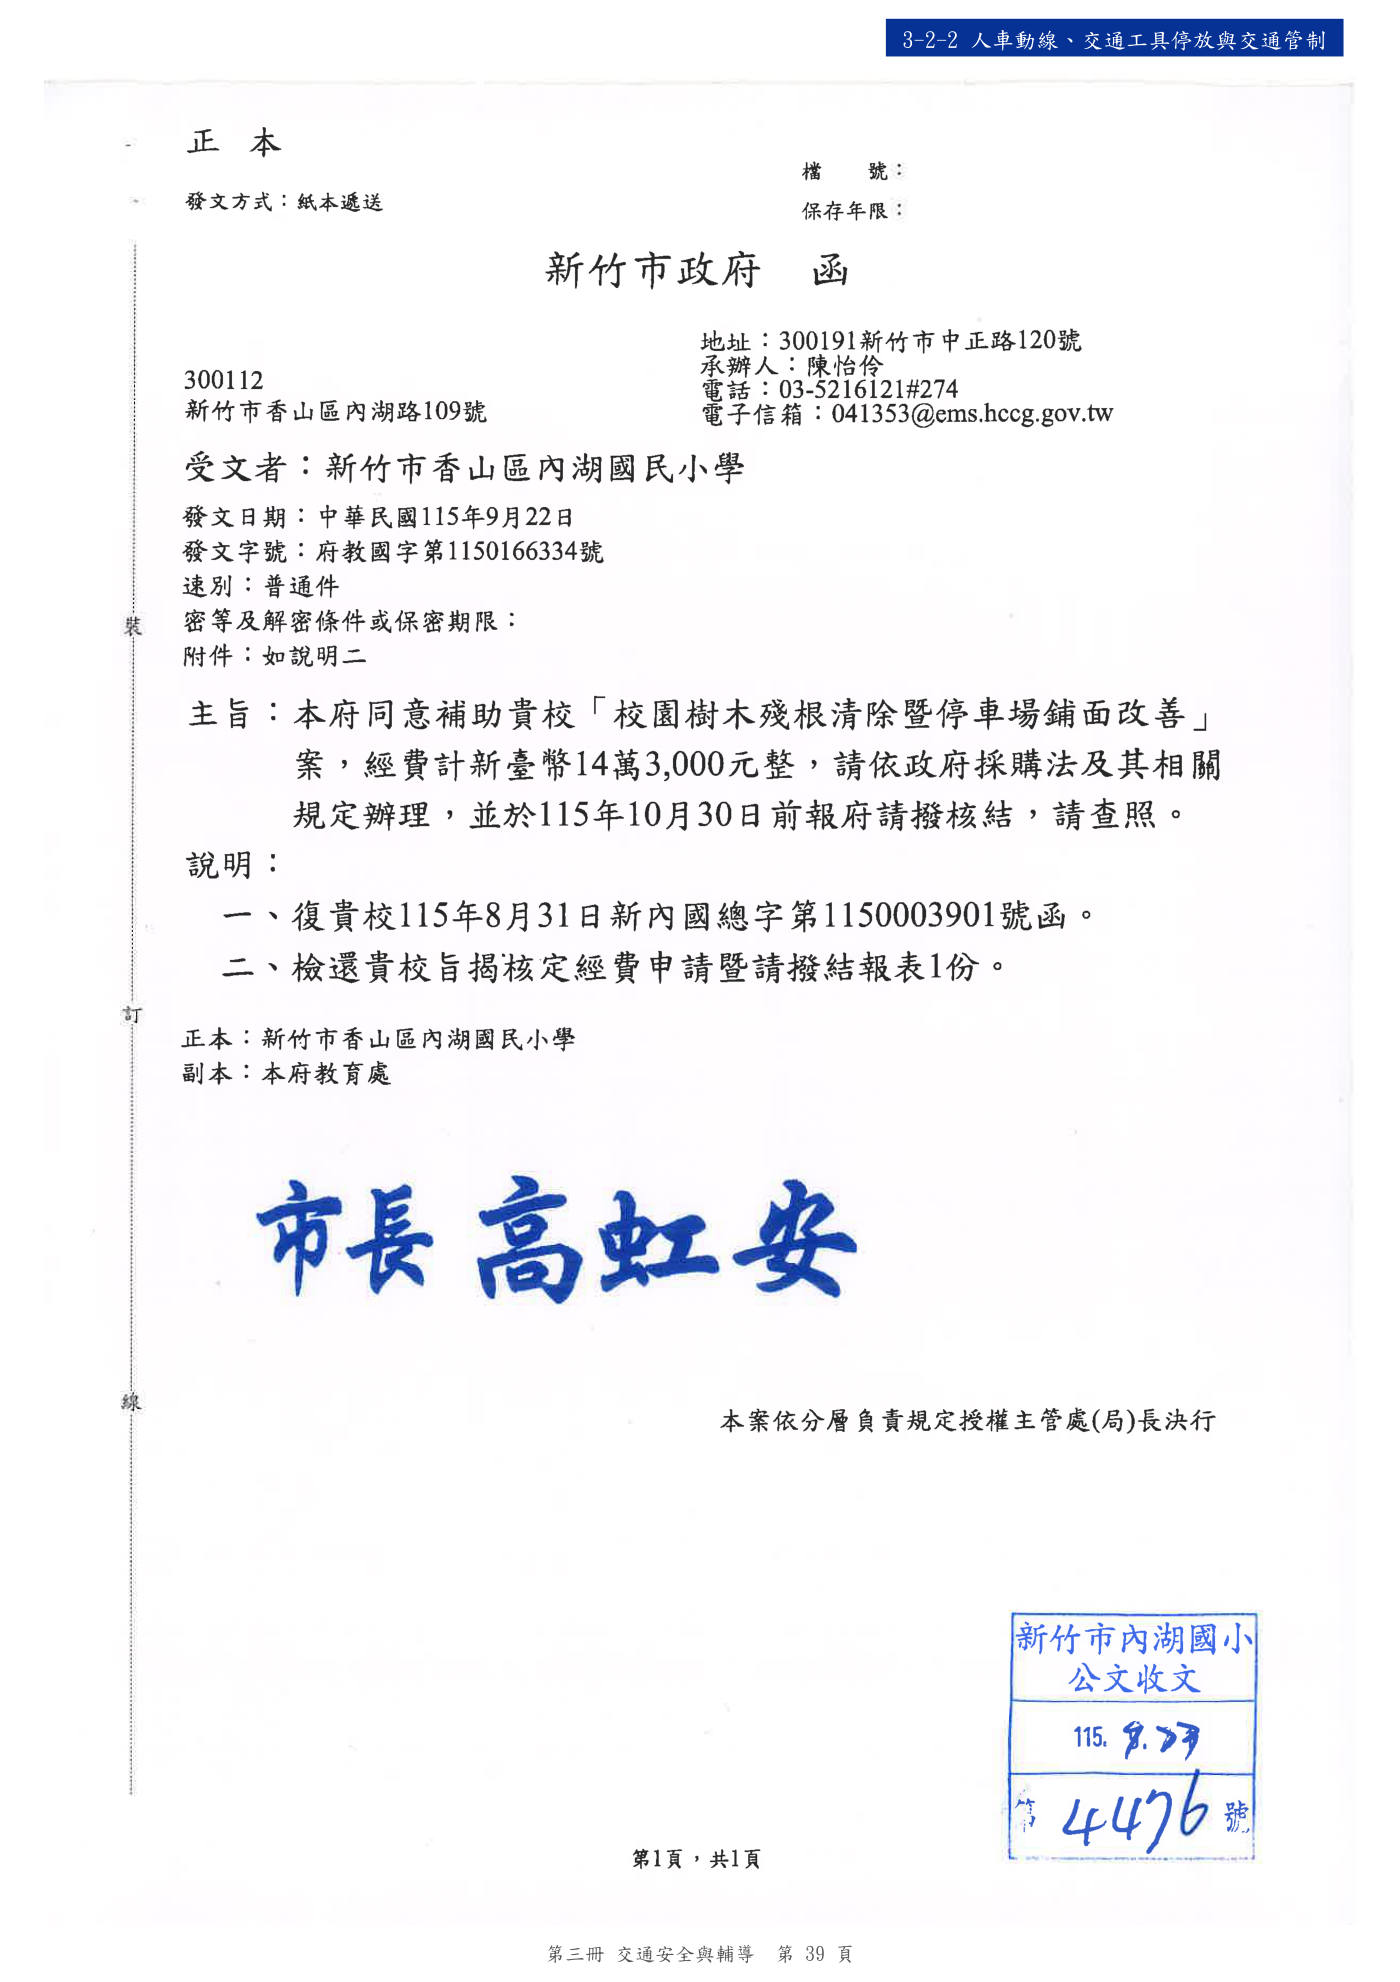 3-2-2 人車動線、交通工具停放與交通管制
正 本
檔 號：
發文方式：紙本遞送
保存年限：
新竹市政府 函
地址：300191新竹市中正路120號
承辦人：陳怡伶
電話：03-5216121#274
電子信箱：041353@ems.hccg.gov.tw
300112
新竹市香山區內湖路109號
受文者：新竹市香山區內湖國民小學
發文日期：中華民國115年9月22日
發文字號：府教國字第1150166334號
速別：普通件
密等及解密條件或保密期限：
附件：如說明二
主旨：本府同意補助貴校「校園樹木殘根清除暨停車場鋪面改善」
案，經費計新臺幣14萬3,000元整，請依政府採購法及其相關
規定辦理，並於115年10月30日前報府請撥核結，請查照。
說明：
一、復貴校115年8月31日新內國總字第1150003901號函。
二、檢還貴校旨揭核定經費申請暨請撥結報表1份。
正本：新竹市香山區內湖國民小學
副本：本府教育處
裝
訂
線
市長 高虹安
本案依分層負責規定授權主管處(局)長決行
新竹市內湖國小
公文收文
115. 9. 23
第 4476 號
第1頁，共1頁
第三冊 交通安全與輔導 第 39 頁